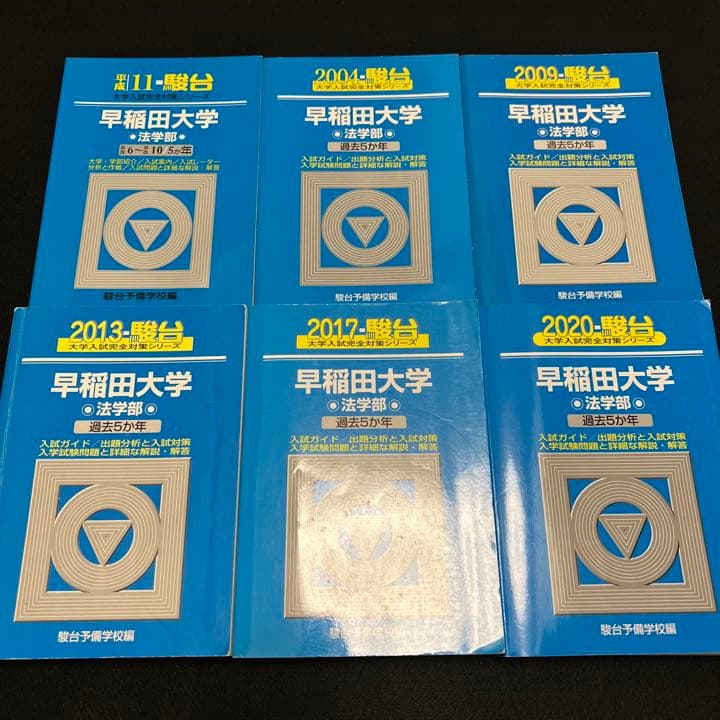 平成11-駿台
大学入試完全対策シリーズ
早稲田大学
法学部
平成6～平成10/5か年
大学・学部紹介/入試案内/入試レーダー
分析と作戦/入試問題と詳細な解説・解答
駿台予備学校編
2004-駿台
大学入試完全対策シリーズ
早稲田大学
法学部
過去5か年
入試ガイド/出題分析と入試対策
入学試験問題と詳細な解説・解答
駿台予備学校編
2009-駿台
大学入試完全対策シリーズ
早稲田大学
法学部
過去5か年
入試ガイド/出題分析と入試対策
入学試験問題と詳細な解説・解答
駿台予備学校編
2013-駿台
大学入試完全対策シリーズ
早稲田大学
法学部
過去5か年
入試ガイド/出題分析と入試対策
入学試験問題と詳細な解説・解答
駿台予備学校編
2017-駿台
大学入試完全対策シリーズ
早稲田大学
法学部
過去5か年
入試ガイド/出題分析と入試対策
入学試験問題と詳細な解説・解答
駿台予備学校編
2020-駿台
大学入試完全対策シリーズ
早稲田大学
法学部
過去5か年
入試ガイド/出題分析と入試対策
入学試験問題と詳細な解説・解答
駿台予備学校編